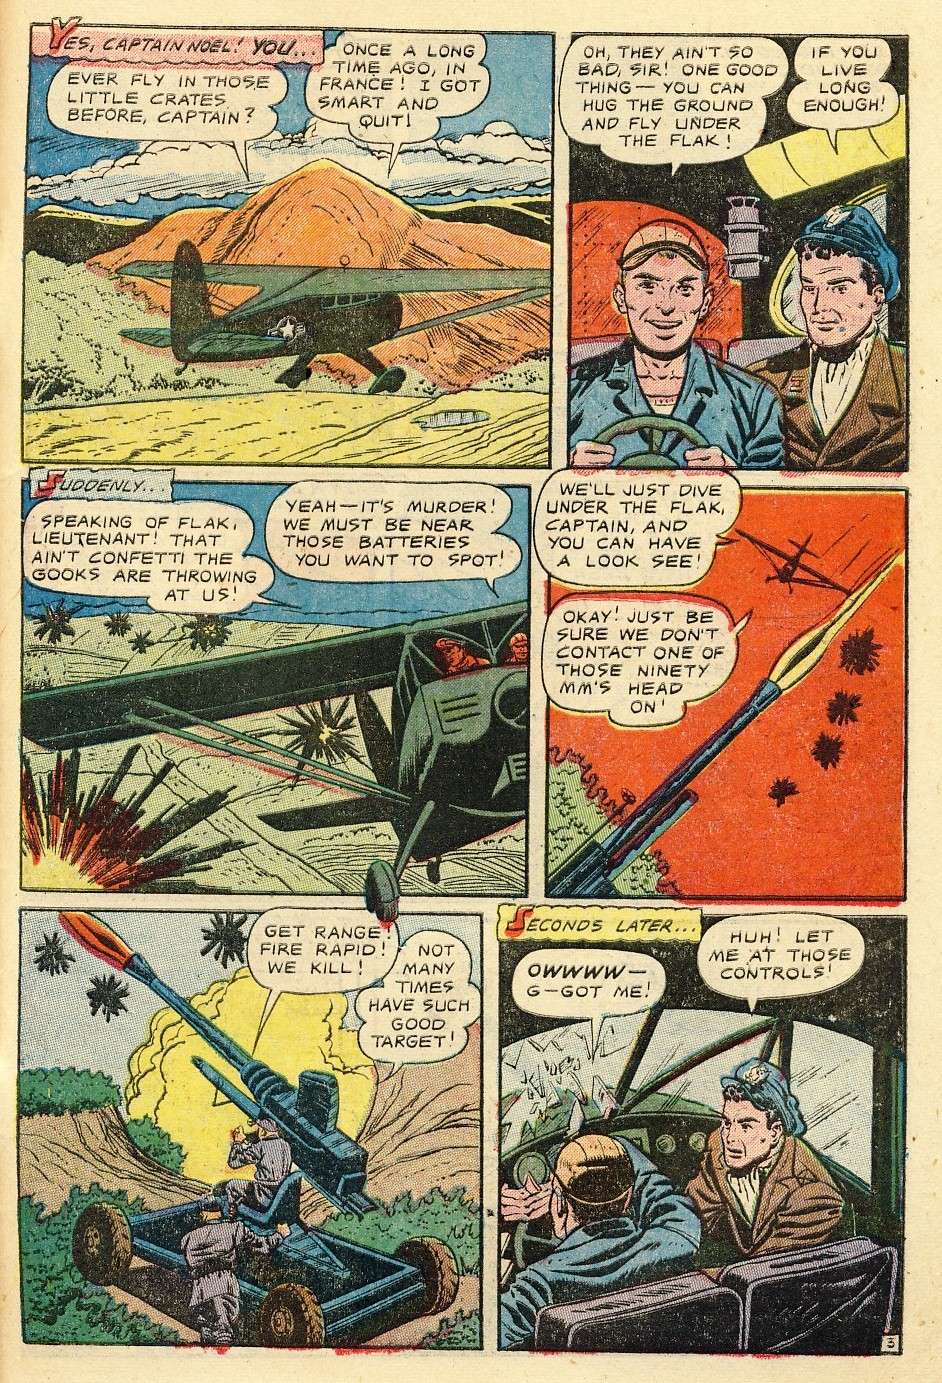 YES, CAPTAIN NOEL! YOU...
EVER FLY IN THOSE
LITTLE CRATES
BEFORE, CAPTAIN?
ONCE A LONG
TIME AGO, IN
FRANCE! I GOT
SMART AND
QUIT!
OH, THEY AIN'T SO
BAD, SIR! ONE GOOD
THING—YOU CAN
HUG THE GROUND
AND FLY UNDER
THE FLAK!
IF YOU
LIVE
LONG
ENOUGH!
SUDDENLY..
SPEAKING OF FLAK,
LIEUTENANT! THAT
AIN'T CONFETTI THE
GOOKS ARE THROWING
AT US!
YEAH—IT'S MURDER!
WE MUST BE NEAR
THOSE BATTERIES
YOU WANT TO SPOT!
WE'LL JUST DIVE
UNDER THE FLAK,
CAPTAIN, AND
YOU CAN HAVE
A LOOK SEE!
OKAY! JUST BE
SURE WE DON'T
CONTACT ONE OF
THOSE NINETY
MM'S HEAD
ON!
GET RANGE!
FIRE RAPID!
WE KILL!
NOT
MANY
TIMES
HAVE SUCH
GOOD
TARGET!
SECONDS LATER...
OWWWW—
G-GOT ME!
HUH! LET
ME AT THOSE
CONTROLS!
3